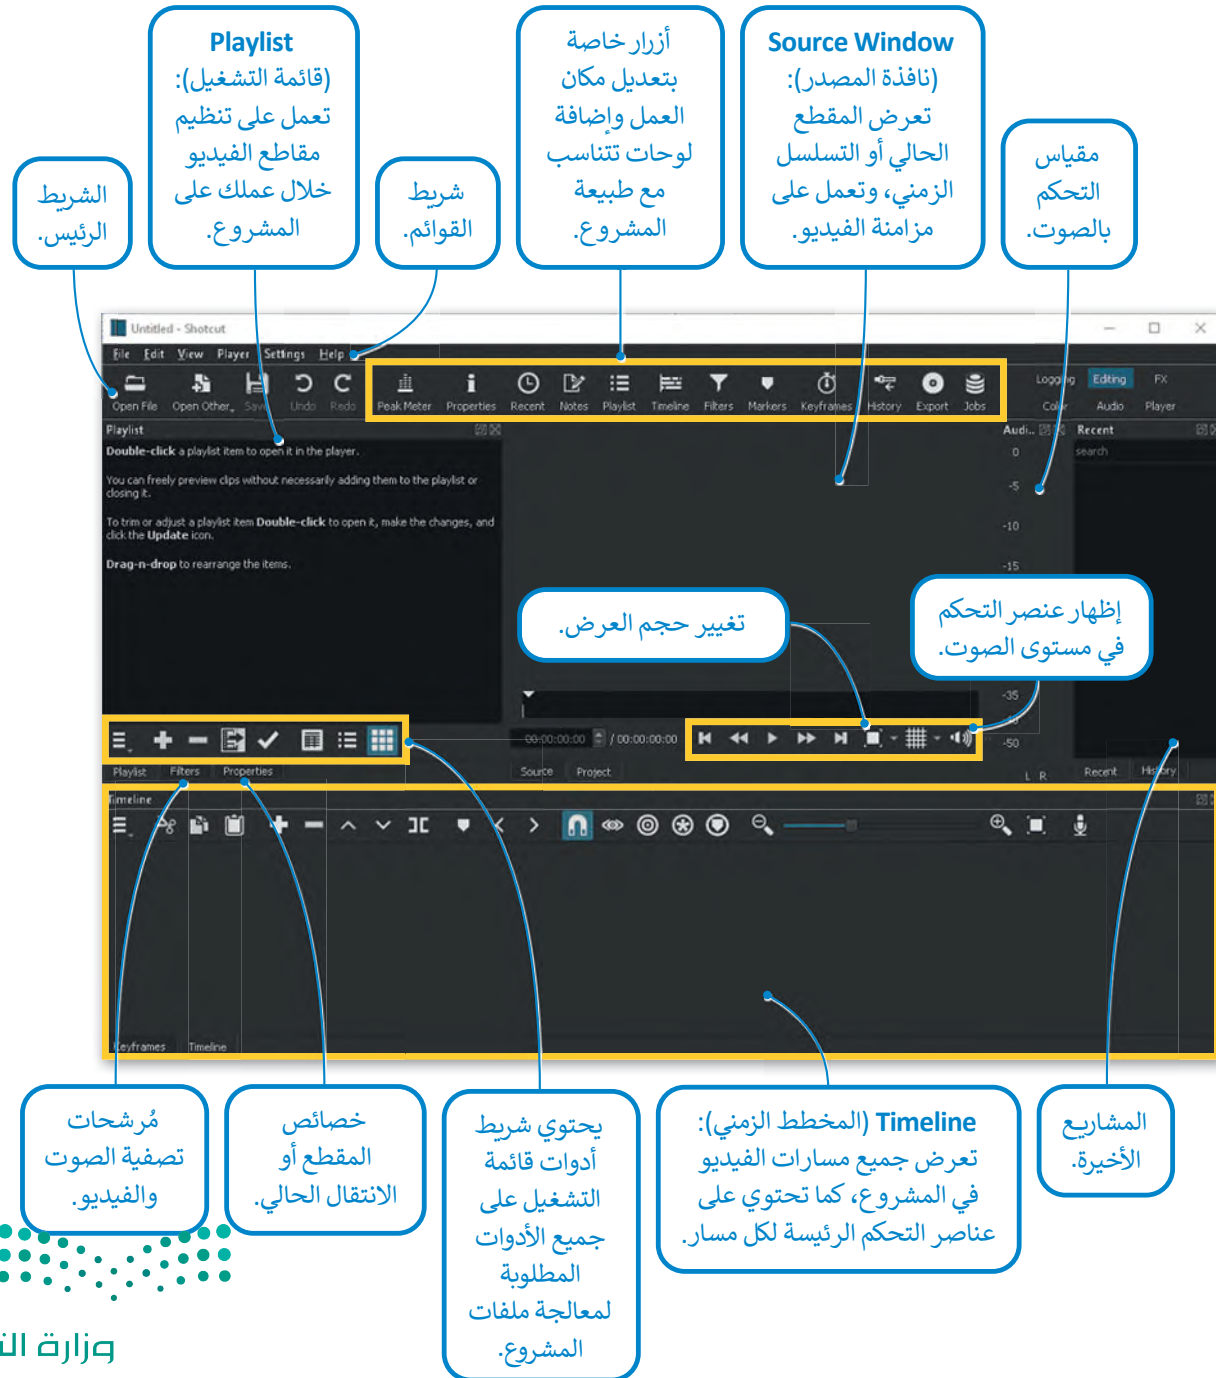 Playlist
(قائمة التشغيل):
تعمل على تنظيم
مقاطع الفيديو
خلال عملك على
المشروع.
أزرار خاصة
بتعديل مكان
العمل وإضافة
لوحات تتناسب
مع طبيعة
المشروع.
Source Window
(نافذة المصدر):
تعرض المقطع
الحالي أو التسلسل
الزمني، وتعمل على
مزامنة الفيديو.
مقياس
التحكم
بالصوت.
الشريط
الرئيس.
شريط
القوائم.
Untitled - Shotcut
File Edit View Player Settings Help
Open File Open Other... Save Undo Redo Peak Meter Properties Recent Notes Playlist Timeline Filters Markers Keyframes History Export Jobs
Logging Editing FX
Color Audio Player
Playlist
Audi... Recent
Double-click a playlist item to open it in the player.
search
You can freely preview clips without necessarily adding them to the playlist or
closing it.
To trim or adjust a playlist item Double-click to open it, make the changes, and
click the Update icon.
Drag-n-drop to rearrange the items.
0
-5
-10
-15
-35
-50
تغيير حجم العرض.
إظهار عنصر التحكم
في مستوى الصوت.
00:00:00:00 / 00:00:00:00
Playlist Filters Properties
Source Project
L R
Recent History
Timeline
Keyframes Timeline
مُرشحات
تصفية الصوت
والفيديو.
خصائص
المقطع أو
الانتقال الحالي.
يحتوي شريط
أدوات قائمة
التشغيل على
جميع الأدوات
المطلوبة
لمعالجة ملفات
المشروع.
Timeline (المخطط الزمني):
تعرض جميع مسارات الفيديو
في المشروع، كما تحتوي على
عناصر التحكم الرئيسة لكل مسار.
المشاريع
الأخيرة.
وزارة